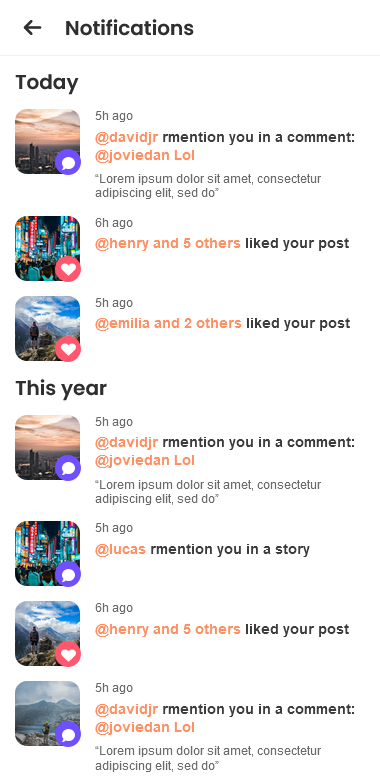 Notifications
Today
5h ago
@davidjr rmention you in a comment:
@joviedan Lol
“Lorem ipsum dolor sit amet, consectetur
adipiscing elit, sed do”
6h ago
@henry and 5 others liked your post
5h ago
@emilia and 2 others liked your post
This year
5h ago
@davidjr rmention you in a comment:
@joviedan Lol
“Lorem ipsum dolor sit amet, consectetur
adipiscing elit, sed do”
5h ago
@lucas rmention you in a story
6h ago
@henry and 5 others liked your post
5h ago
@davidjr rmention you in a comment:
@joviedan Lol
“Lorem ipsum dolor sit amet, consectetur
adipiscing elit, sed do”